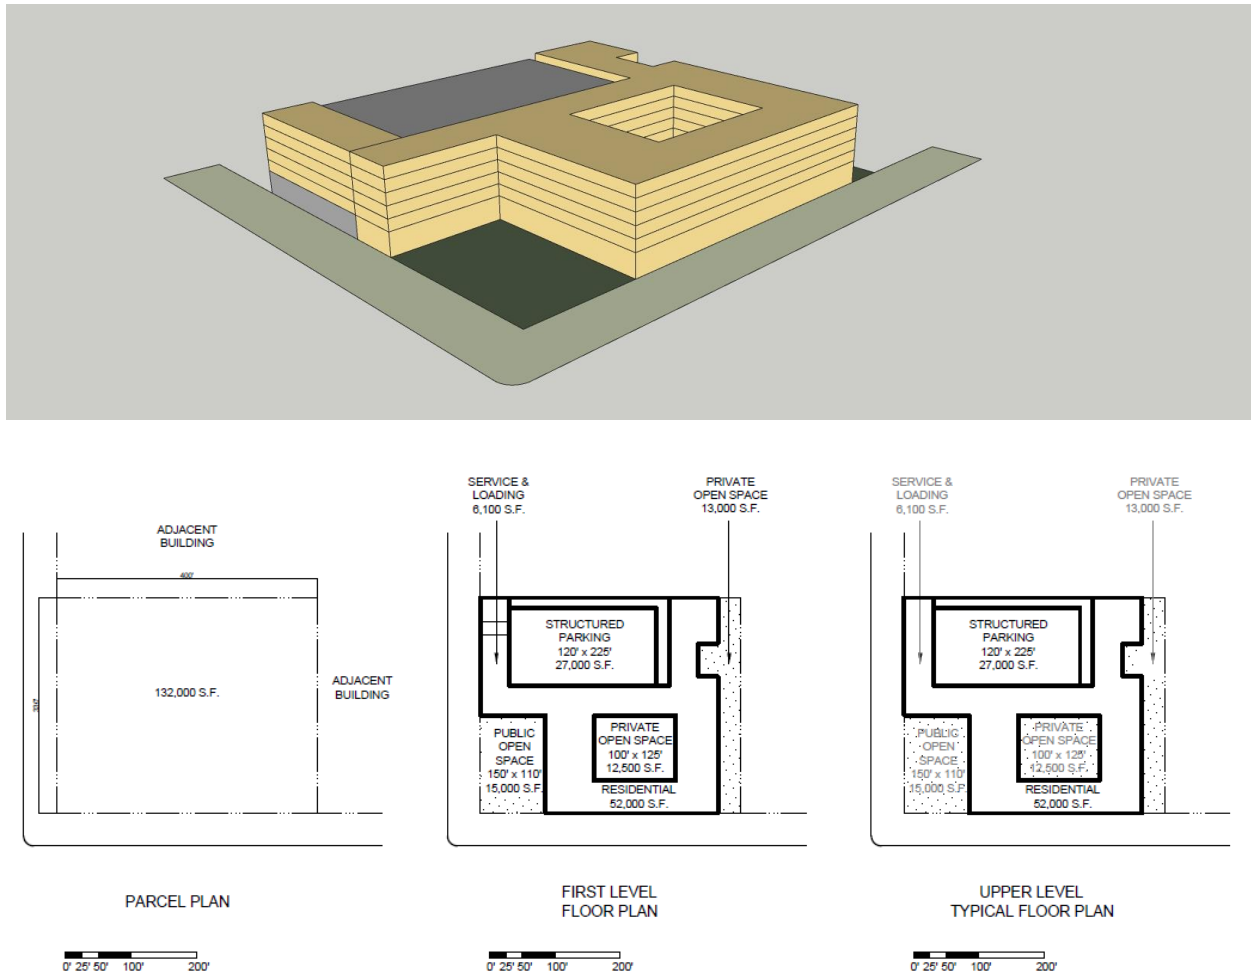 SERVICE &
LOADING
6,100 S.F.
PRIVATE
OPEN SPACE
13,000 S.F.
SERVICE &
LOADING
6,100 S.F.
PRIVATE
OPEN SPACE
13,000 S.F.
ADJACENT
BUILDING
400'
132,000 S.F.
ADJACENT
BUILDING
STRUCTURED
PARKING
120' x 225'
27,000 S.F.
PUBLIC
OPEN
SPACE
150' x 110'
15,000 S.F.
PRIVATE
OPEN SPACE
100' x 125'
12,500 S.F.
RESIDENTIAL
52,000 S.F.
STRUCTURED
PARKING
120' x 225'
27,000 S.F.
PUBLIC
OPEN
SPACE
150' x 110'
15,000 S.F.
PRIVATE
OPEN SPACE
100' x 125'
12,500 S.F.
RESIDENTIAL
52,000 S.F.
PARCEL PLAN
FIRST LEVEL
FLOOR PLAN
UPPER LEVEL
TYPICAL FLOOR PLAN
0' 25' 50' 100' 200'
0' 25' 50' 100' 200'
0' 25' 50' 100' 200'